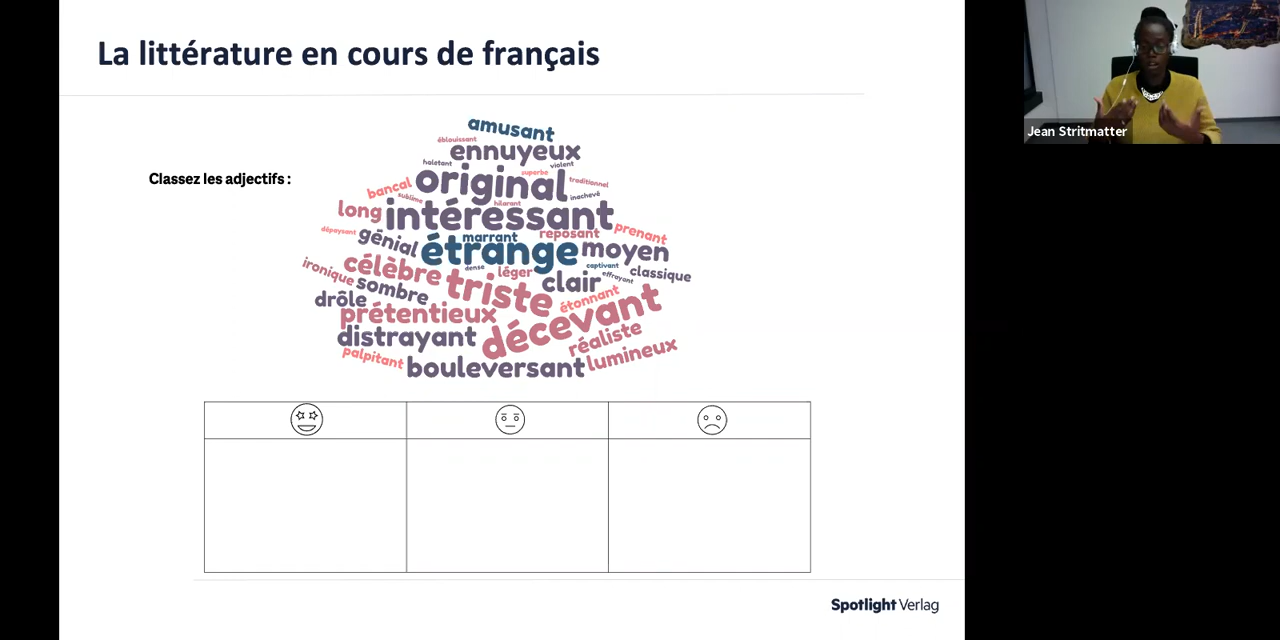 La littérature en cours de français
Jean Stritmatter
Classez les adjectifs :
amusant
éblouissant
ennuyeux
haletant
violent
superbe
original
traditionnel
bancal
sublime
inachevé
hilarant
long
intéressant
dépaysant
génial
marrant
reposant
prenant
étrange
moyen
ironique
célèbre
dense
léger
captivant
effrayant
classique
sombre
triste
clair
étonnant
drôle
prétentieux
décevant
distrayant
réaliste
palpitant
bouleversant
lumineux
Spotlight Verlag